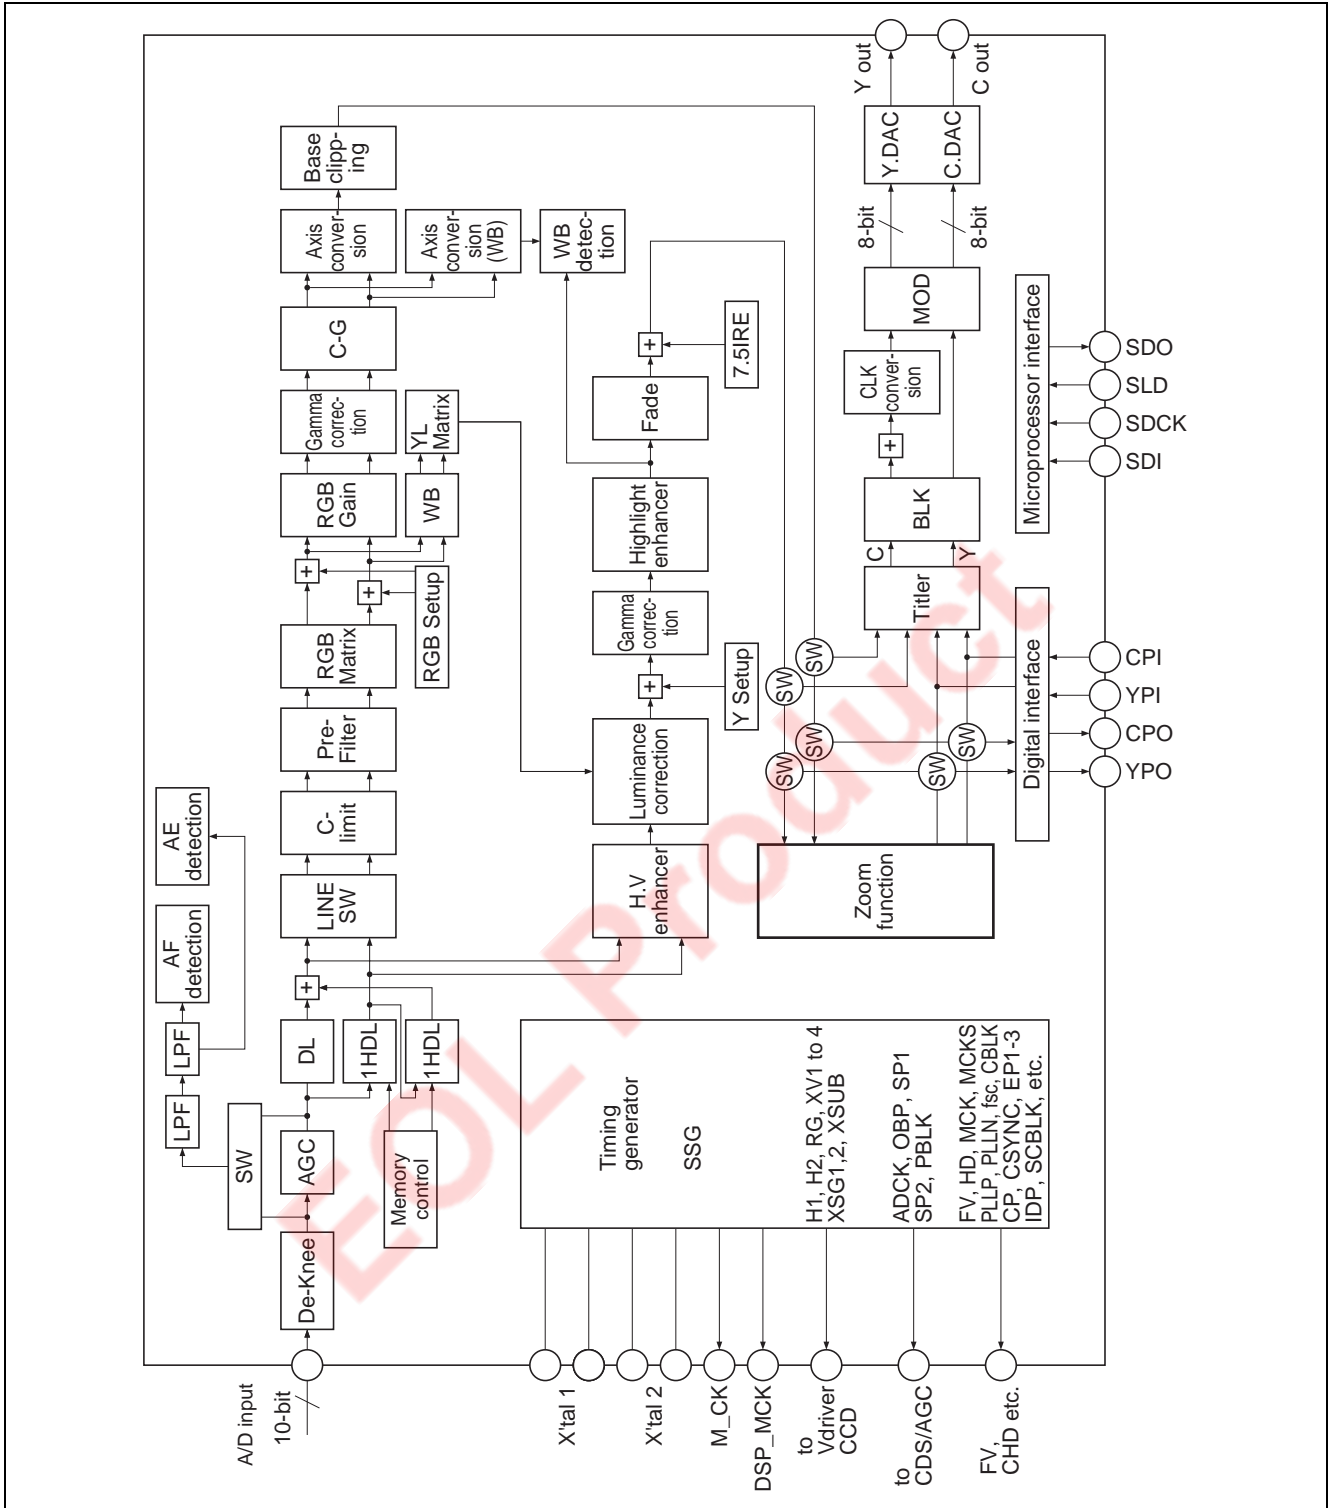 A/D input
10-bit
De-Knee
SW
AGC
LPF
LPF
AF
detection
AE
detection
DL
1HDL
1HDL
Memory
control
+
LINE
SW
C-
limit
Pre-
Filter
RGB
Matrix
+
+
RGB Setup
RGB
Gain
WB
Gamma
correc-
tion
YL
Matrix
C-G
Axis
conver-
sion
Axis
conver-
sion
(WB)
Base
clipp-
ing
WB
detec-
tion
H.V
enhancer
Luminance
correction
+
Y Setup
Gamma
correc-
tion
Highlight
enhancer
Fade
+
7.5IRE
Zoom
function
SW
SW
SW
SW
SW
SW
Titler
C
Y
BLK
+
CLK
conver-
sion
MOD
8-bit
8-bit
Y.DAC
C.DAC
Y out
C out
Digital interface
Microprocessor interface
SDO
SLD
SDCK
SDI
CPI
YPI
CPO
YPO
Timing
generator
SSG
H1, H2, RG, XV1 to 4
XSG1,2, XSUB
ADCK, OBP, SP1
SP2, PBLK
FV, HD, MCK, MCKS
PLLP, PLLN, fsc, CBLK
CP, CSYNC, EP1-3
IDP, SCBLK, etc.
X'tal 1
X'tal 2
M_CK
DSP_MCK
to
Vdriver
CCD
to
CDS/AGC
FV,
CHD etc.
EOL Product